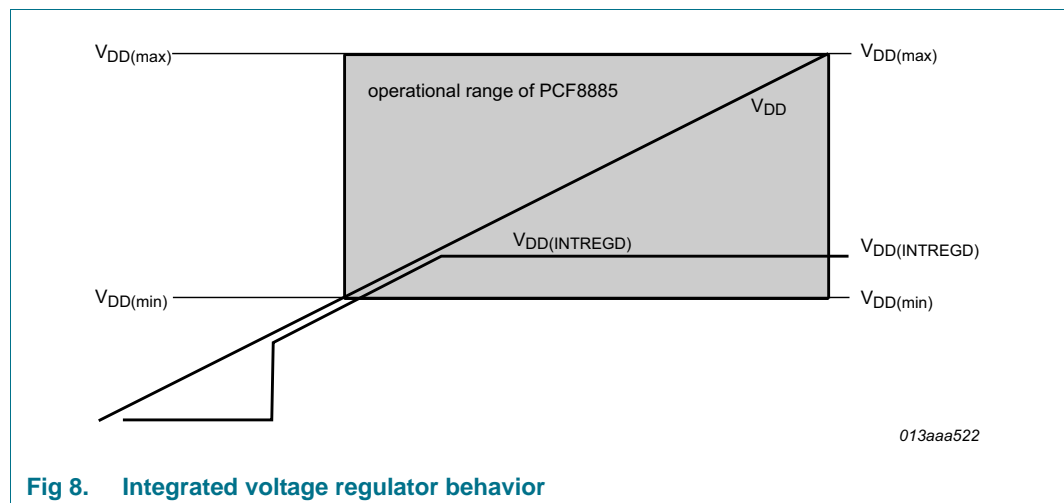 VDD(max)
VDD(max)
operational range of PCF8885
VDD
VDD(INTREGD)
VDD(INTREGD)
VDD(min)
VDD(min)
013aaa522
Fig 8. Integrated voltage regulator behavior